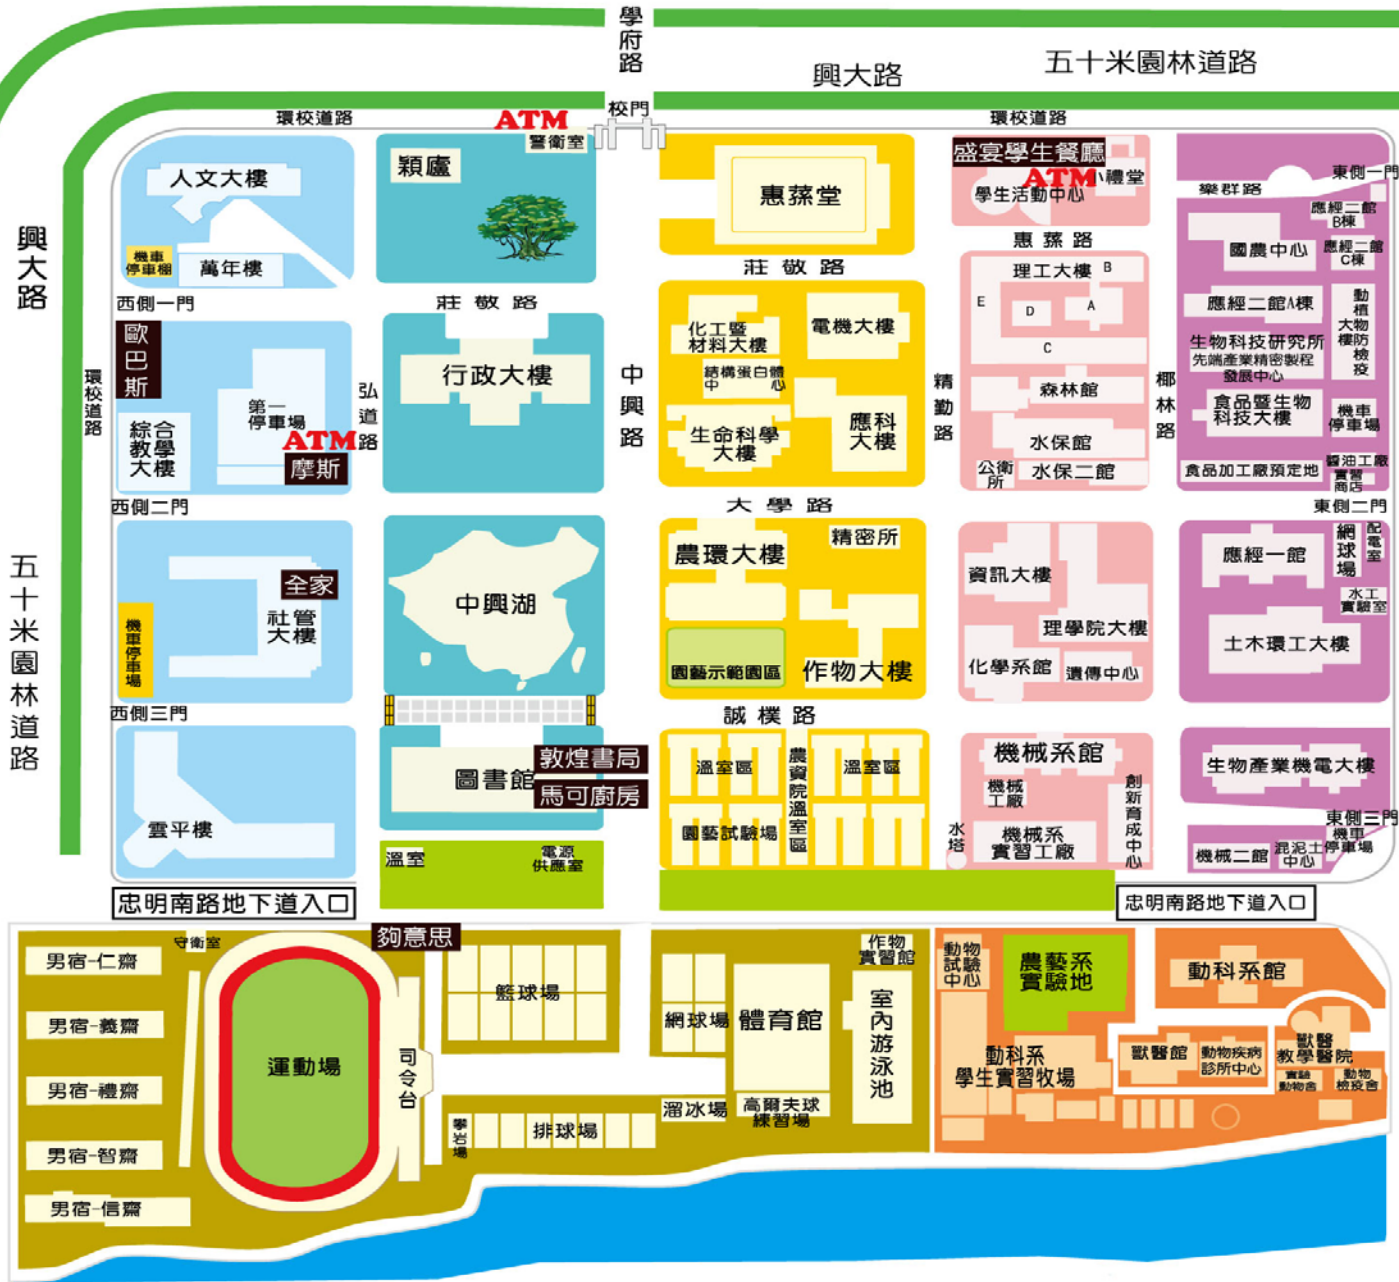 學府路
五十米園林道路
興大路
校門
環校道路
ATM
環校道路
警衛室
人文大樓
穎廬
惠蓀堂
盛宴學生餐廳
ATM
小禮堂
學生活動中心
東側一門
樂群路
應經二館
B棟
興大路
機車
停車棚
萬年樓
莊敬路
惠蓀路
理工大樓
B
E
D
A
C
國農中心
應經二館
C棟
西側一門
莊敬路
歐巴斯
環校道路
第一
停車場
ATM
摩斯
綜合
教學
大樓
弘道路
行政大樓
中興路
化工暨
材料大樓
電機大樓
結構蛋白體
中心
生命科學
大樓
應科
大樓
精勤路
森林館
水保館
公衛所
水保二館
椰林路
應經二館A棟
動植物防檢疫
大樓
生物科技研究所
先端產業精密製程
發展中心
食品暨生物
科技大樓
機車
停車場
食品加工廠預定地
醬油工廠
實習
商店
西側二門
大學路
東側二門
五十米園林道路
全家
社管
大樓
機車停車場
中興湖
農環大樓
精密所
園藝示範園區
作物大樓
資訊大樓
理學院大樓
化學系館
遺傳中心
應經一館
網球場
配電室
水工
實驗室
土木環工大樓
西側三門
誠樸路
雲平樓
圖書館
敦煌書局
馬可廚房
溫室區
農資院溫室區
溫室區
園藝試驗場
機械系館
機械
工廠
創新育成中心
水塔
機械系
實習工廠
生物產業機電大樓
東側三門
機車
停車場
機械二館
混泥土
中心
溫室
電源
供應室
忠明南路地下道入口
忠明南路地下道入口
守衛室
夠意思
男宿-仁齋
男宿-義齋
男宿-禮齋
男宿-智齋
男宿-信齋
運動場
司令台
籃球場
攀岩場
排球場
網球場
溜冰場
體育館
高爾夫球
練習場
作物
實習館
室內游泳池
動物
試驗
中心
農藝系
實驗地
動科系館
動科系
學生實習牧場
獸醫館
動物疾病
診所中心
獸醫
教學醫院
實驗
動物舍
動物
檢疫舍